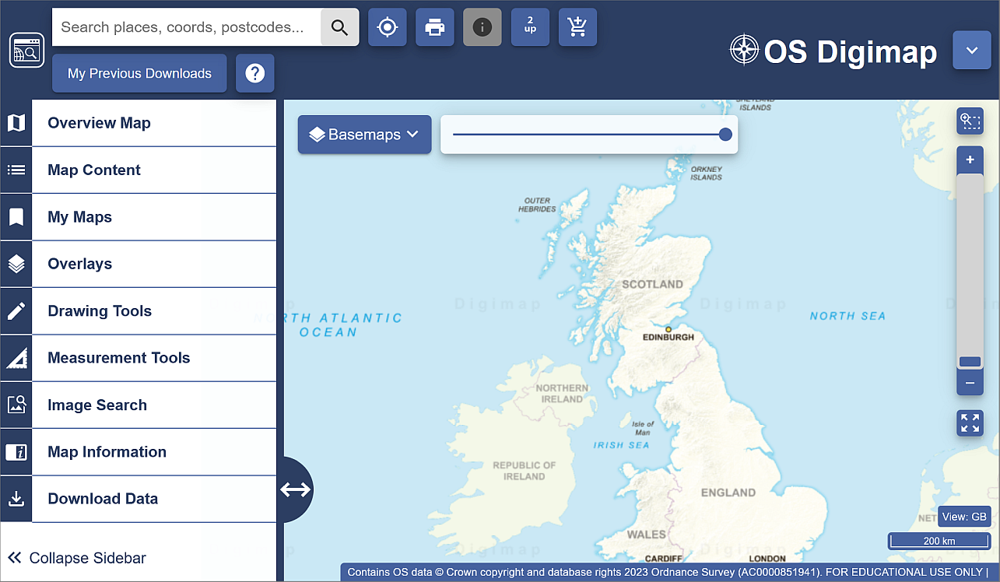 Search places, coords, postcodes...
2
up
My Previous Downloads
?
OS Digimap
Overview Map
Map Content
My Maps
Overlays
Drawing Tools
Measurement Tools
Image Search
Map Information
Download Data
Collapse Sidebar
Basemaps
SHETLAND
ISLANDS
ORKNEY
ISLANDS
OUTER
HEBRIDES
SCOTLAND
Digimap
Digimap
NORTH ATLANTIC
OCEAN
NORTH SEA
EDINBURGH
NORTHERN
IRELAND
Isle of
Man
IRISH SEA
REPUBLIC OF
IRELAND
ENGLAND
WALES
CARDIFF
LONDON
Digimap
Digimap
NET
+
−
View: GB
200 km
Contains OS data © Crown copyright and database rights 2023 Ordnance Survey (AC0000851941). FOR EDUCATIONAL USE ONLY |